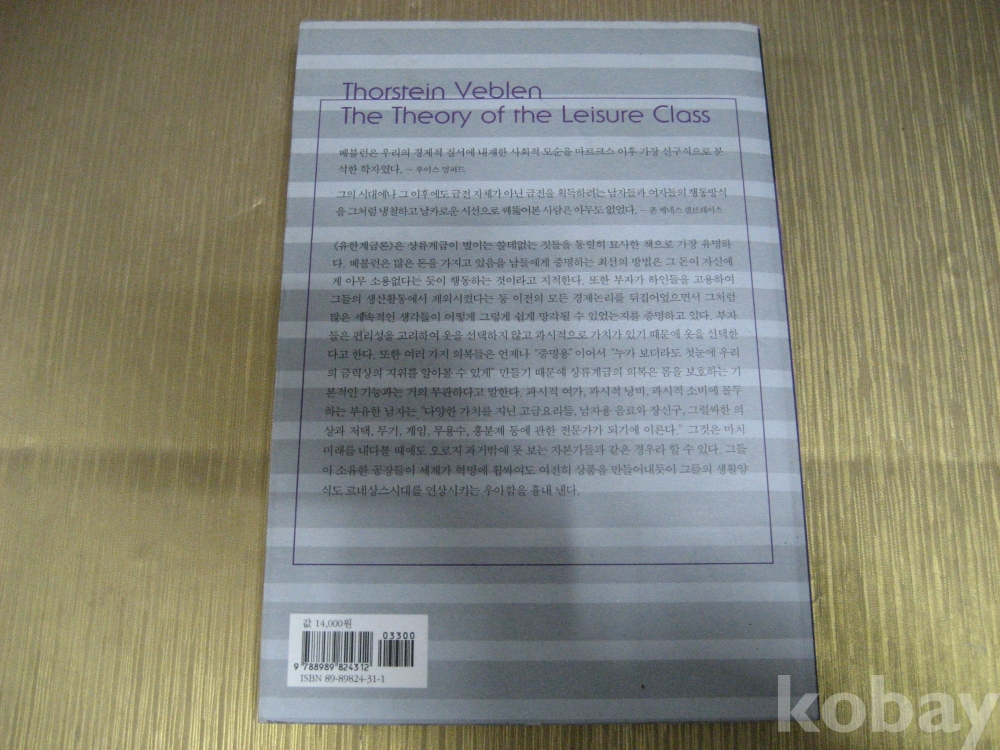 Thorstein Veblen
The Theory of the Leisure Class
베블런은 우리의 경제적 질서에 내재한 사회적 모순을 마르크스 이후 가장 선구적으로 분
석한 학자였다. – 루이스 멈퍼드
그의 시대에나 그 이후에도 금전 자체가 아닌 금전을 획득하려는 남자들과 여자들의 행동방식
을 그처럼 냉철하고 날카로운 시선으로 꿰뚫어본 사람은 아무도 없었다. – 존 케네스 갤브레이스
《유한계급론》은 상류계급이 벌이는 쓸데없는 짓들을 통렬히 묘사한 책으로 가장 유명하
다. 베블런은 많은 돈을 가지고 있음을 남들에게 증명하는 최선의 방법은 그 돈이 자신에
게 아무 소용없다는 듯이 행동하는 것이라고 지적한다. 또한 부자가 하인들을 고용하여
그들의 생산활동에서 제외시켰다는 등 이전의 모든 경제논리를 뒤집어엎으면서 그처럼
많은 세속적인 생각들이 어떻게 그렇게 쉽게 망각될 수 있었는지를 증명하고 있다. 부자
들은 편리성을 고려하여 옷을 선택하지 않고 과시적으로 가치가 있기 때문에 옷을 선택한
다고 한다. 또한 여러 가지 의복들은 언제나 "증명용"이어서 "누가 보더라도 첫눈에 우리
의 금력상의 지위를 알아볼 수 있게" 만들기 때문에 상류계급의 의복은 몸을 보호하는 기
본적인 기능과는 거의 무관하다고 말한다. 과시적 여가, 과시적 낭비, 과시적 소비에 몰두
하는 부유한 남자는 "다양한 가치를 지닌 고급요리들, 남자용 음료와 장신구, 그럴싸한 의
상과 저택, 무기, 게임, 무용수, 흥분제 등에 관한 전문가가 되기에 이른다." 그것은 마치
미래를 내다볼 때에도 오로지 과거밖에 못 보는 자본가들과 같은 경우라 할 수 있다. 그들
이 소유한 공장들이 세계가 혁명에 휩싸여도 여전히 상품을 만들어내듯이 그들의 생활양
식도 르네상스시대를 연상시키는 우아함을 흉내 낸다.
값 14,000원
03300
9 788989 824312
ISBN 89-89824-31-1
kobay